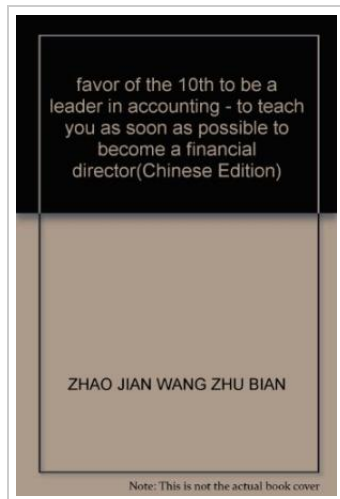 favor of the 10th to be a
leader in accounting - to teach
you as soon as possible to
become a financial
director(Chinese Edition)
ZHAO JIAN WANG ZHU BIAN
Note: This is not the actual book cover